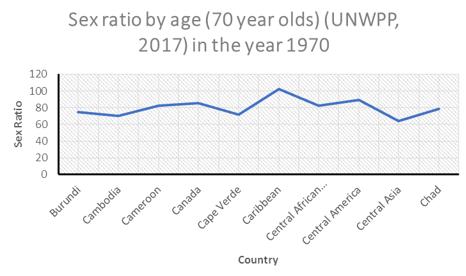 Sex ratio by age (70 year olds) (UNWPP,
2017) in the year 1970
120
100
80
60
40
20
0
Sex Ratio
Burundi
Cambodia
Cameroon
Canada
Cape Verde
Caribbean
Central African...
Central America
Central Asia
Chad
Country